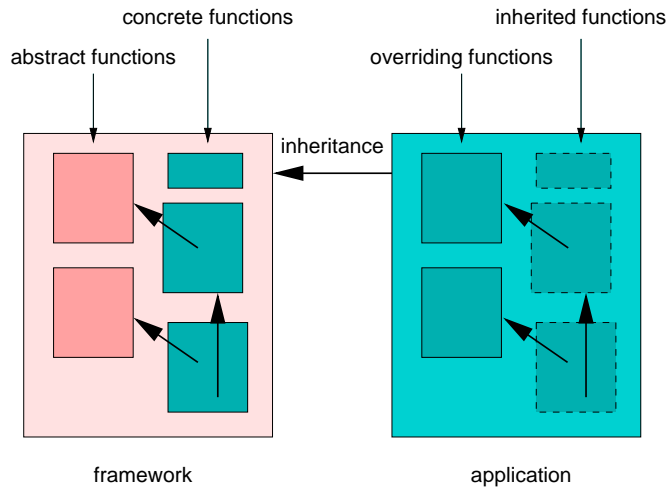 concrete functions
inherited functions
abstract functions
overriding functions
inheritance
framework
application